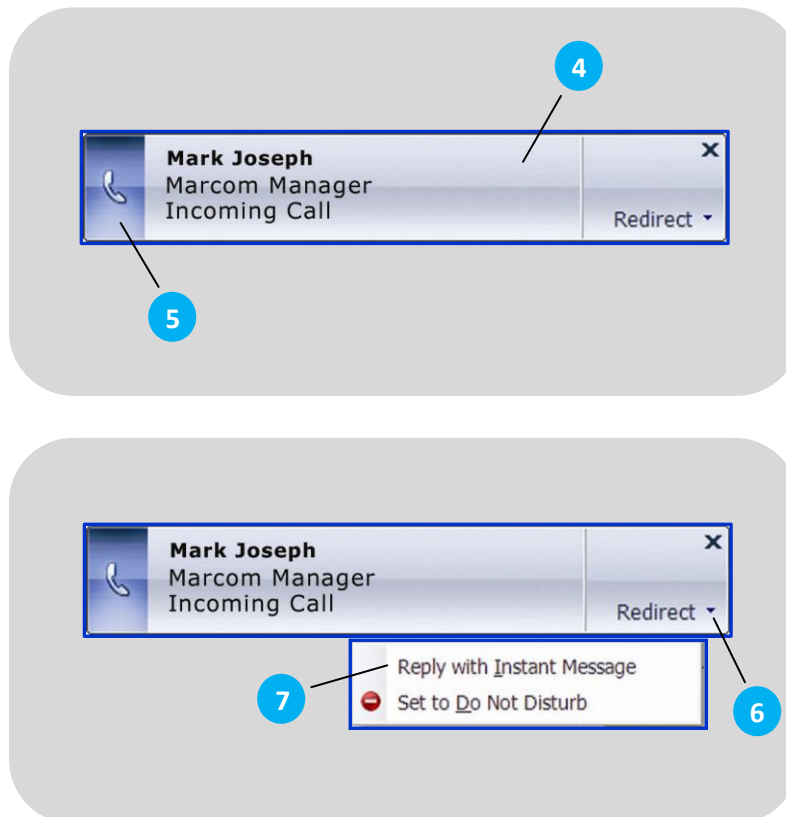 4
Mark Joseph
Marcom Manager
Incoming Call
Redirect
5
Mark Joseph
Marcom Manager
Incoming Call
Redirect
Reply with Instant Message
Set to Do Not Disturb
7
6